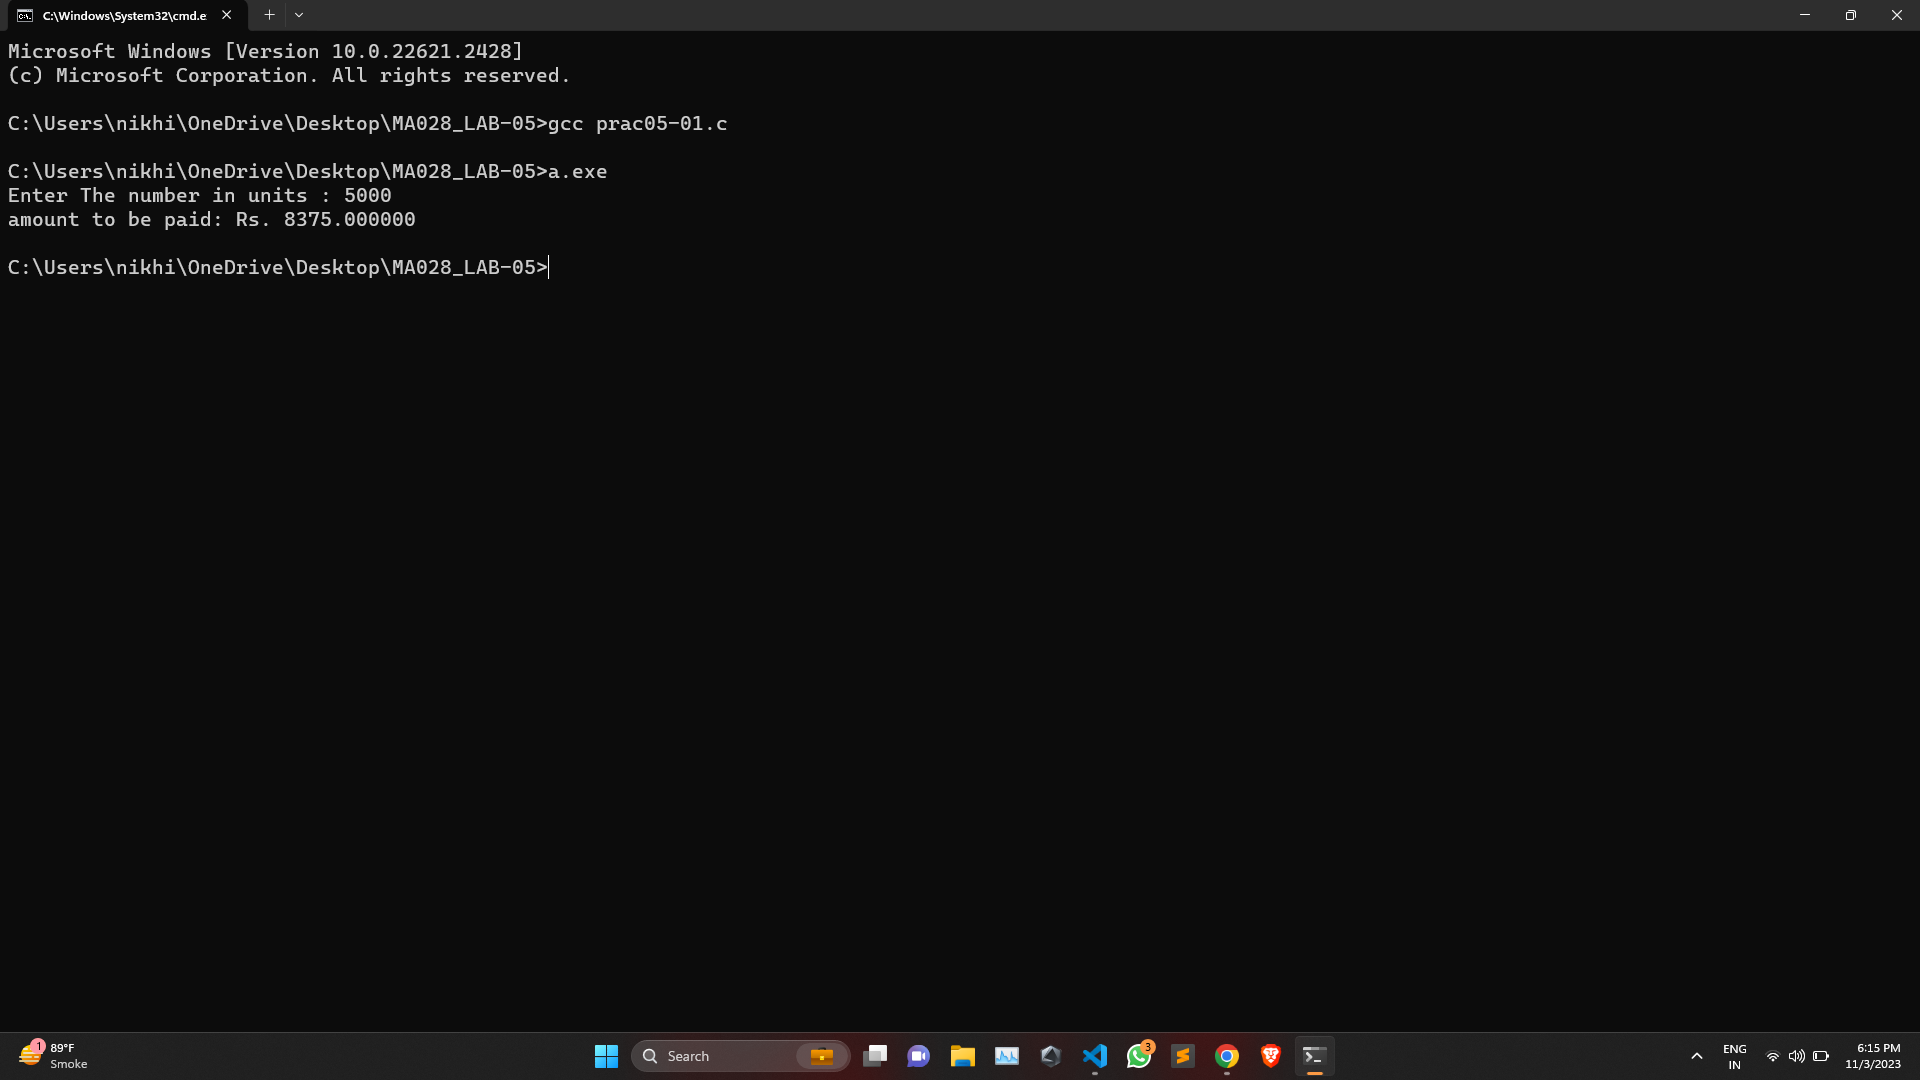 C:\Windows\System32\cmd.e
Microsoft Windows [Version 10.0.22621.2428]
(c) Microsoft Corporation. All rights reserved.
C:\Users\nikhi\OneDrive\Desktop\MA028_LAB-05>gcc prac05-01.c
C:\Users\nikhi\OneDrive\Desktop\MA028_LAB-05>a.exe
Enter The number in units : 5000
amount to be paid: Rs. 8375.000000
C:\Users\nikhi\OneDrive\Desktop\MA028_LAB-05>
1
89°F
Smoke
Search
3
ENG
IN
6:15 PM
11/3/2023